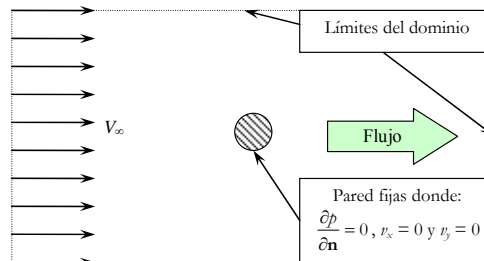 Límites del dominio
V∞
Flujo
Pared fijas donde:
∂p/∂n = 0 , vx = 0 y vy = 0